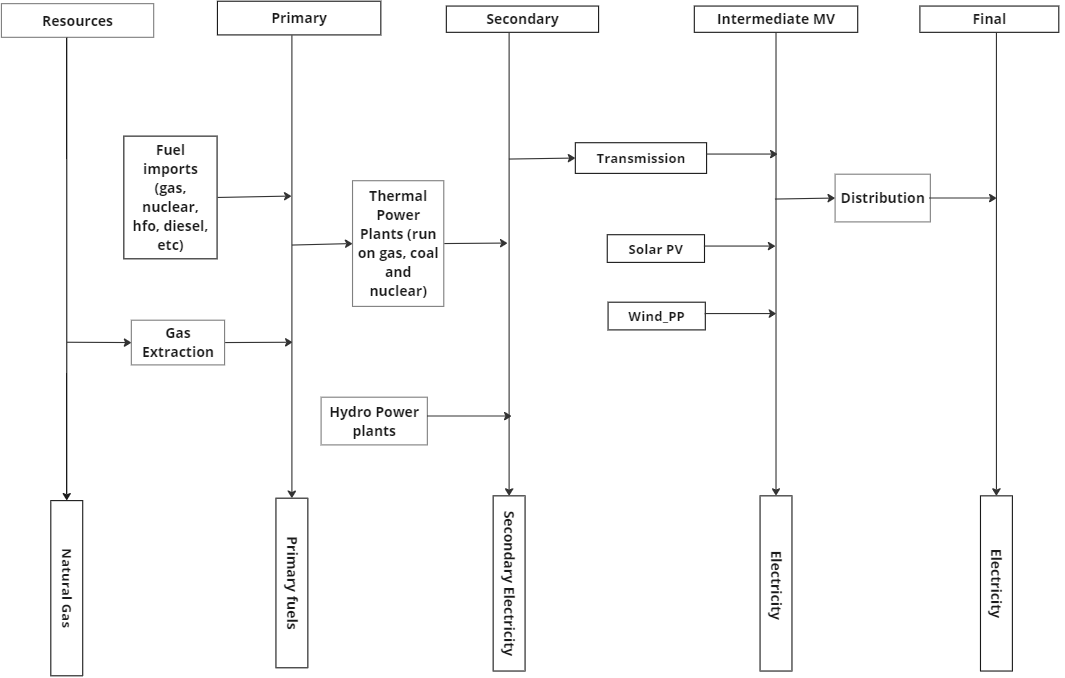 Resources
Primary
Secondary
Intermediate MV
Final
Fuel
imports
(gas,
nuclear,
hfo, diesel,
etc)
Thermal
Power
Plants (run
on gas, coal
and
nuclear)
Transmission
Distribution
Solar PV
Wind_PP
Gas
Extraction
Hydro Power
plants
Natural Gas
Primary fuels
Secondary Electricity
Electricity
Electricity